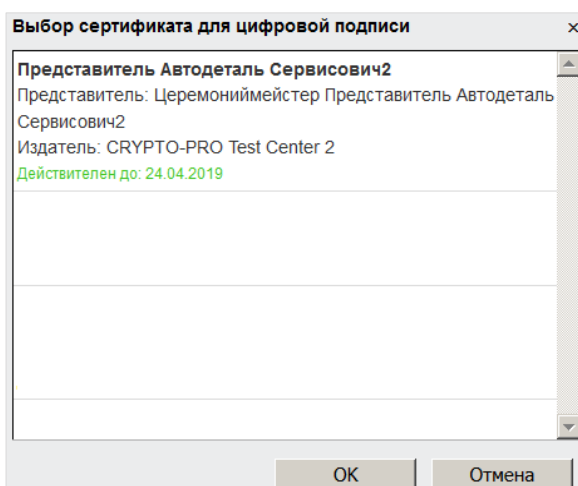 Выбор сертификата для цифровой подписи
Представитель Автодеталь Сервисович2
Представитель: Церемониймейстер Представитель Автодеталь
Сервисович2
Издатель: CRYPTO-PRO Test Center 2
Действителен до: 24.04.2019
OK
Отмена